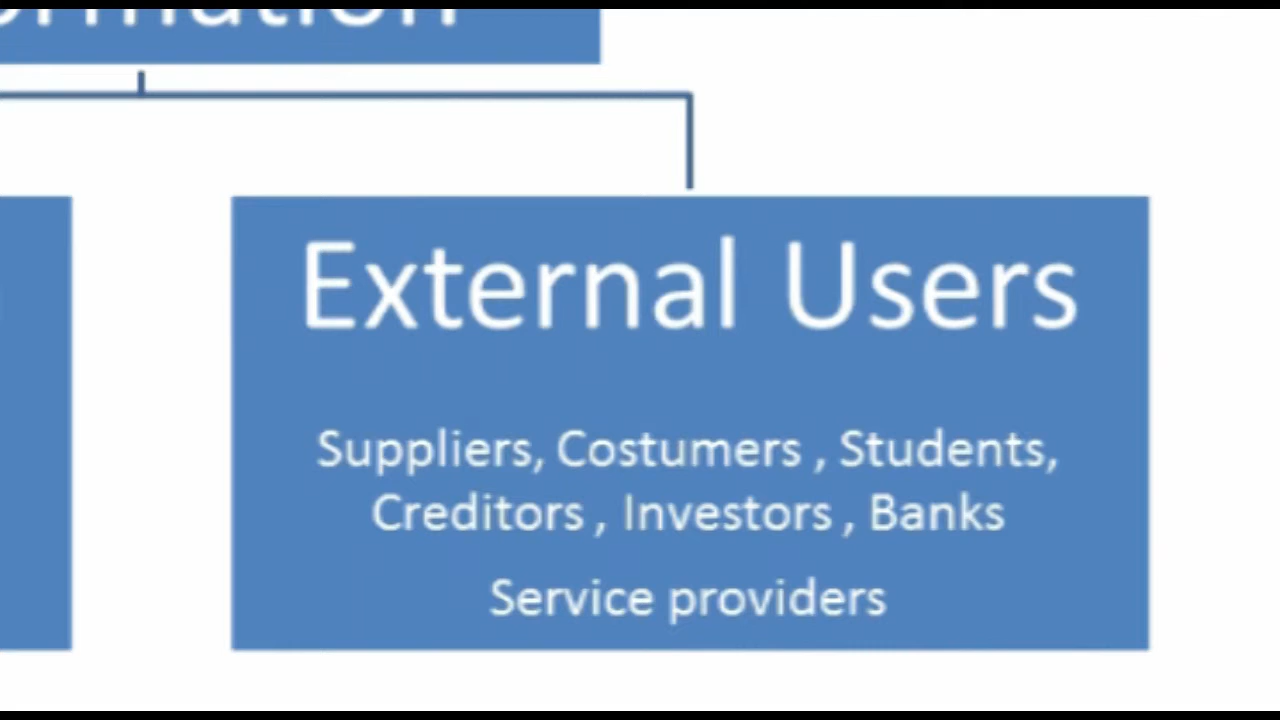 External Users
Suppliers, Costumers , Students,
Creditors , Investors , Banks
Service providers